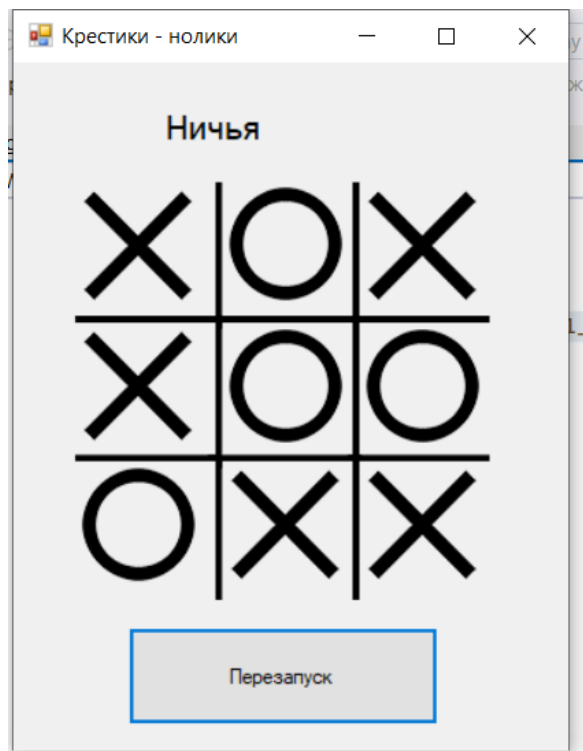 Крестики - нолики
Ничья
X O X
X O O
O X X
Перезапуск